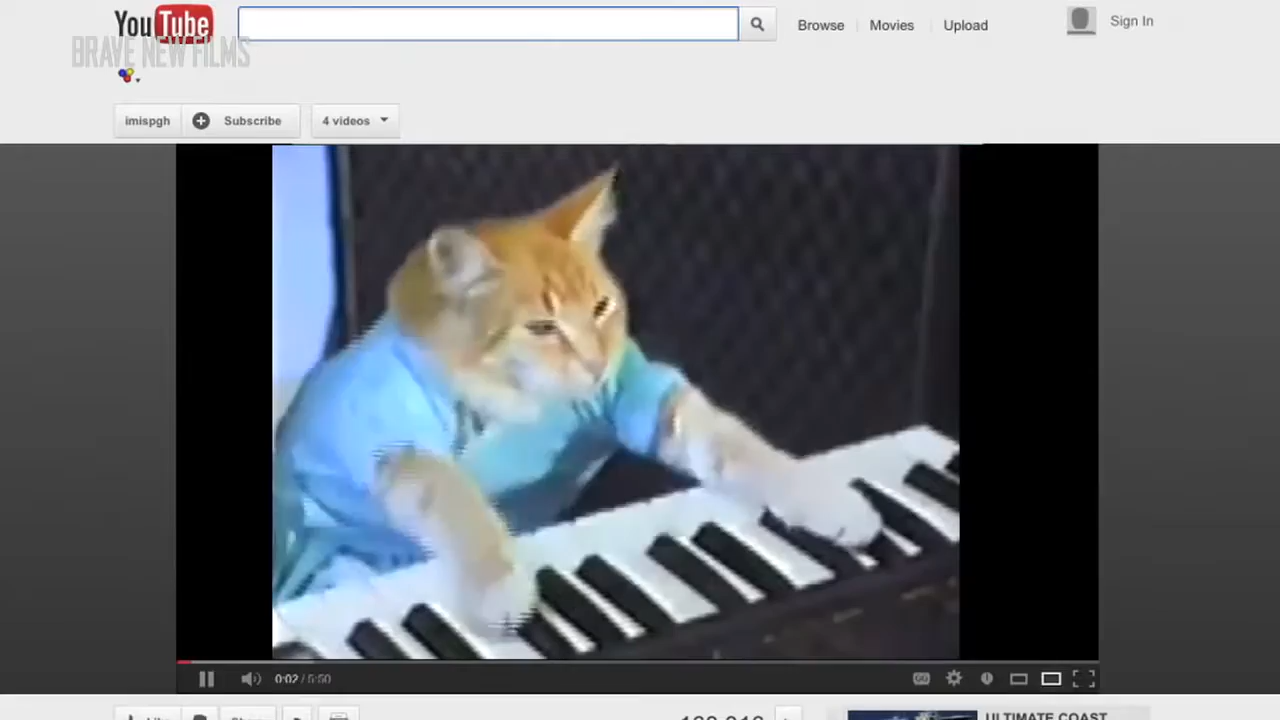 YouTube
Browse
Movies
Upload
Sign In
BRAVE NEW FILMS
imispgh
Subscribe
4 videos
0:02 / 5:50
ULTIMATE COAST